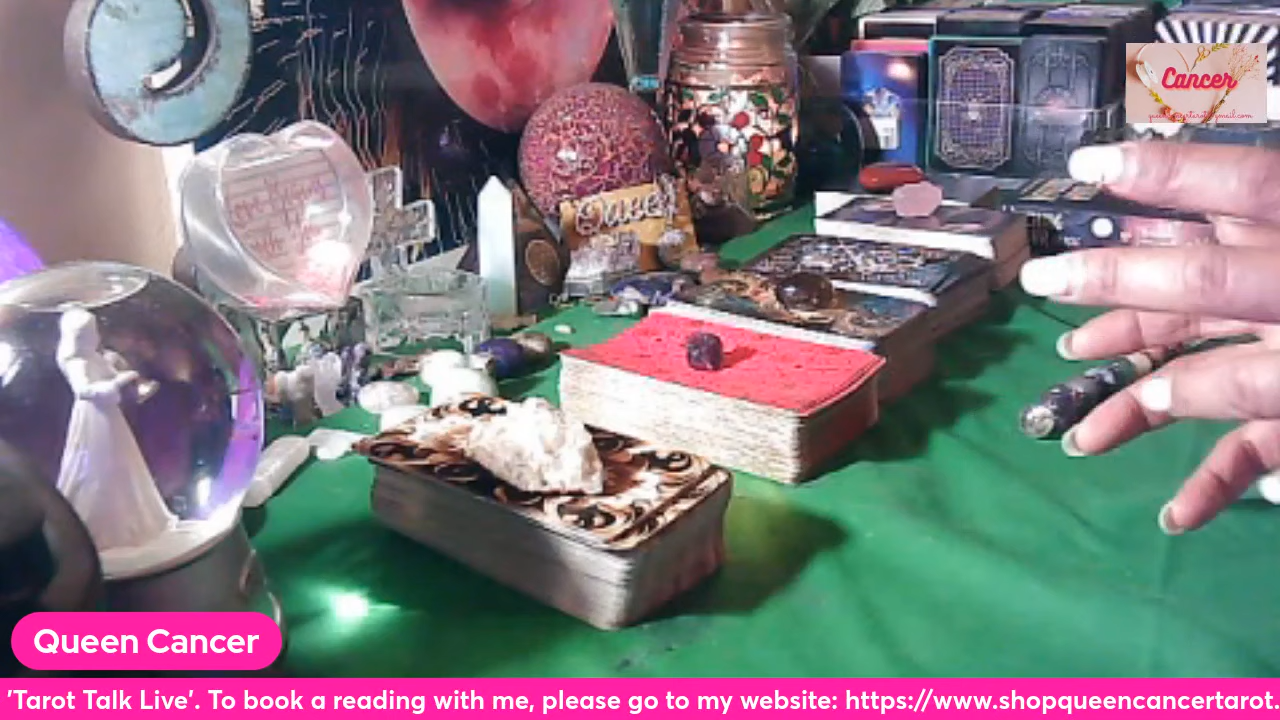 Cancer
Queen
Queen Cancer
'Tarot Talk Live'. To book a reading with me, please go to my website: https://www.shopqueencancertarot.